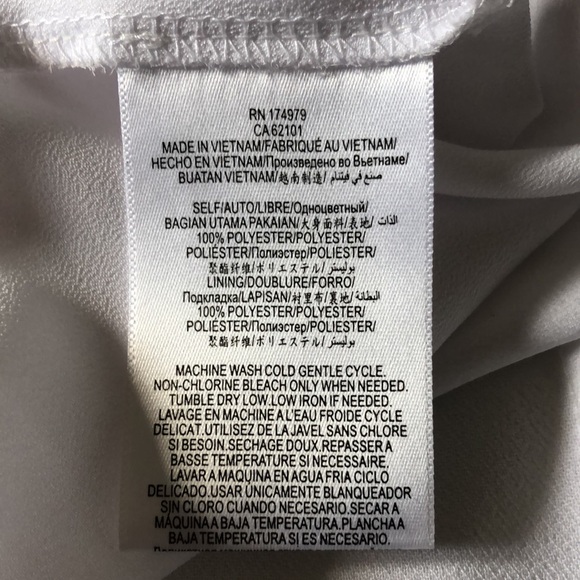 RN 174979
CA 62101
MADE IN VIETNAM/FABRIQUÉ AU VIETNAM/
HECHO EN VIETNAM/Произведено во Вьетнаме/
BUATAN VIETNAM/越南制造/ صنع في فيتنام
SELF/AUTO/LIBRE/Одноцветный/
BAGIAN UTAMA PAKAIAN/大身面料/表地/ الذات
100% POLYESTER/POLYESTER/
POLIÉSTER/Полиэстер/POLIESTER/
聚酯纤维/ポリエステル/بوليستر
LINING/DOUBLURE/FORRO/
Подкладка/LAPISAN/衬里布/裏地/ البطانة
100% POLYESTER/POLYESTER/
POLIÉSTER/Полиэстер/POLIESTER/
聚酯纤维/ポリエステル/بوليستر
MACHINE WASH COLD GENTLE CYCLE.
NON-CHLORINE BLEACH ONLY WHEN NEEDED.
TUMBLE DRY LOW.LOW IRON IF NEEDED.
LAVAGE EN MACHINE A L'EAU FROIDE CYCLE
DELICAT.UTILISEZ DE LA JAVEL SANS CHLORE
SI BESOIN.SECHAGE DOUX.REPASSER A
BASSE TEMPERATURE SI NECESSAIRE.
LAVAR A MAQUINA EN AGUA FRIA CICLO
DELICADO.USAR ÚNICAMENTE BLANQUEADOR
SIN CLORO CUANDO NECESARIO.SECAR A
MÁQUINA A BAJA TEMPERATURA.PLANCHA A
BAJA TEMPERATURA SI ES NECESARIO.